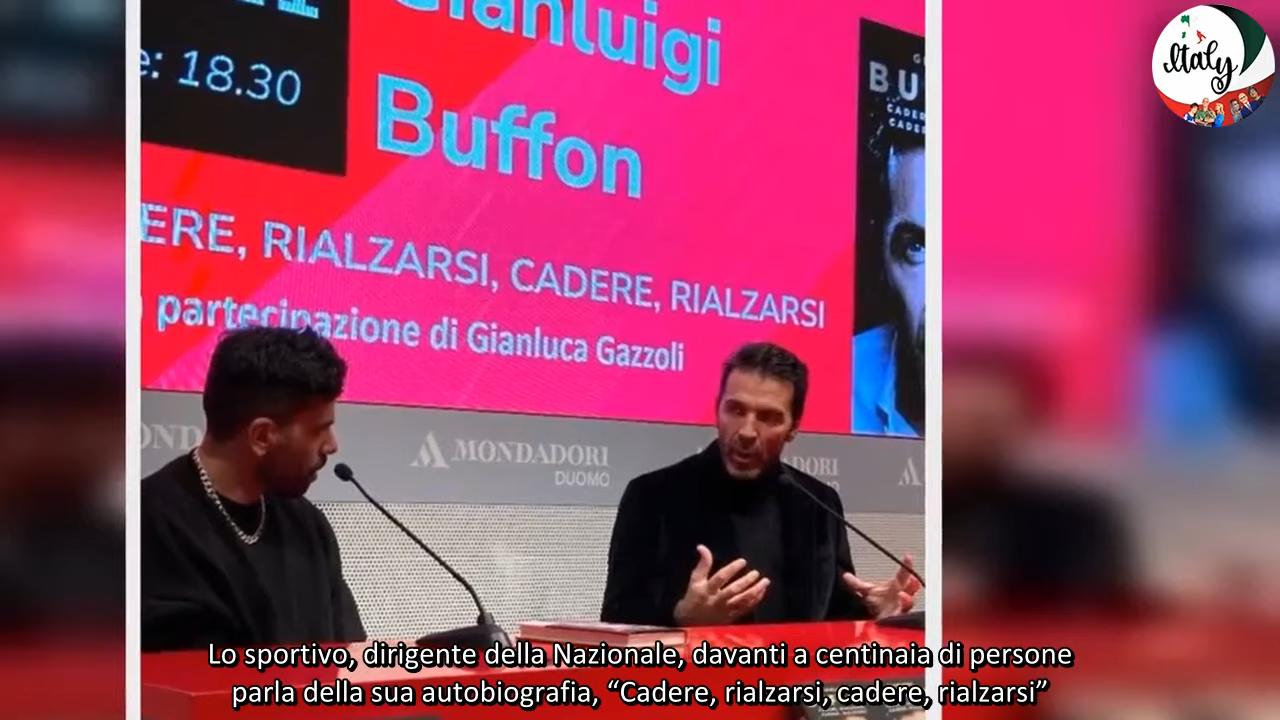 Gianluigi
Buffon
: 18.30
RIALZARSI, CADERE, RIALZARSI
partecipazione di Gianluca Gazzoli
MONDADORI
DUOMO
Italy
Lo sportivo, dirigente della Nazionale, davanti a centinaia di persone
parla della sua autobiografia, “Cadere, rialzarsi, cadere, rialzarsi”